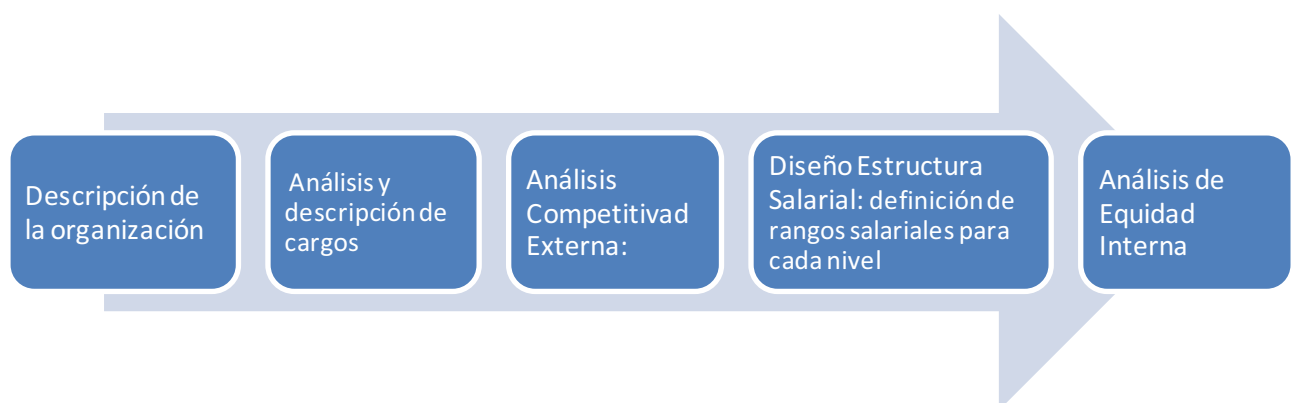 Descripción de
la organización
Análisis y
descripción de
cargos
Análisis
Competitivad
Externa:
Diseño Estructura
Salarial: definición de
rangos salariales para
cada nivel
Análisis de
Equidad
Interna